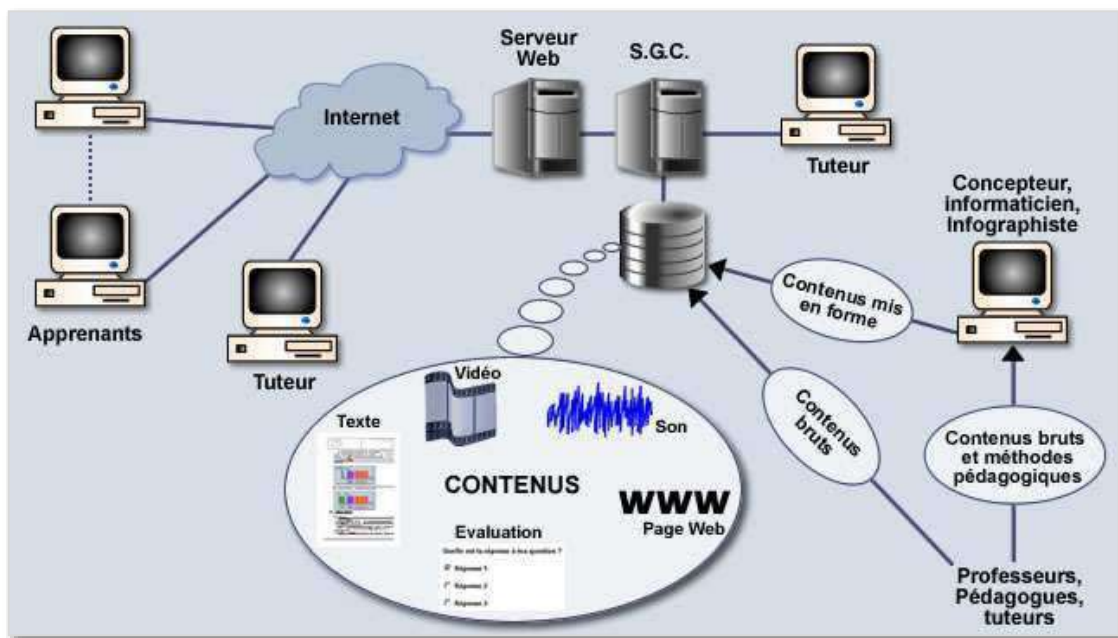 Serveur
Web
S.G.C.
Internet
Tuteur
Concepteur,
informaticien,
Infographiste
Apprenants
Tuteur
Contenus mis
en forme
Vidéo
Son
Texte
Contenus
bruts
Contenus bruts
et méthodes
pédagogiques
CONTENUS
www
Page Web
Evaluation
Quelle est la réponse à la question ?
Réponse 1
Réponse 2
Réponse 3
Professeurs,
Pédagogues,
tuteurs